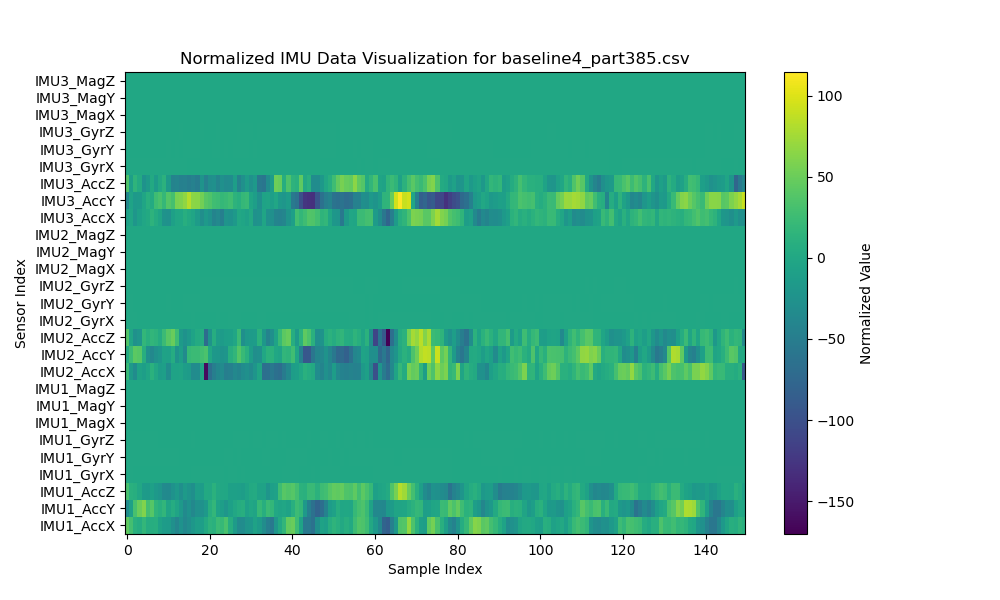 Normalized IMU Data Visualization for baseline4_part385.csv
IMU3_MagZ
IMU3_MagY
IMU3_MagX
IMU3_GyrZ
IMU3_GyrY
IMU3_GyrX
IMU3_AccZ
IMU3_AccY
IMU3_AccX
IMU2_MagZ
IMU2_MagY
IMU2_MagX
IMU2_GyrZ
IMU2_GyrY
IMU2_GyrX
IMU2_AccZ
IMU2_AccY
IMU2_AccX
IMU1_MagZ
IMU1_MagY
IMU1_MagX
IMU1_GyrZ
IMU1_GyrY
IMU1_GyrX
IMU1_AccZ
IMU1_AccY
IMU1_AccX
Sensor Index
0 20 40 60 80 100 120 140
Sample Index
100
50
0
−50
−100
−150
Normalized Value